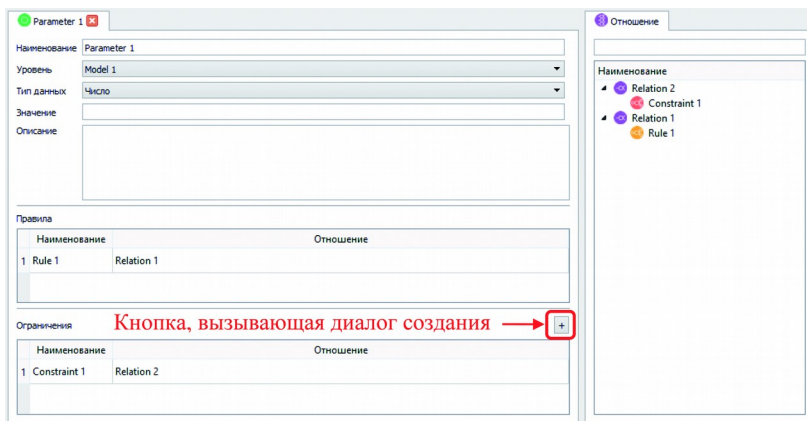 Parameter 1
Наименование Parameter 1
Уровень Model 1
Тип данных Число
Значение
Описание
Правила
Наименование Отношение
1 Rule 1 Relation 1
Ограничения Кнопка, вызывающая диалог создания +
Наименование Отношение
1 Constraint 1 Relation 2
Отношение
Наименование
Relation 2
Constraint 1
Relation 1
Rule 1